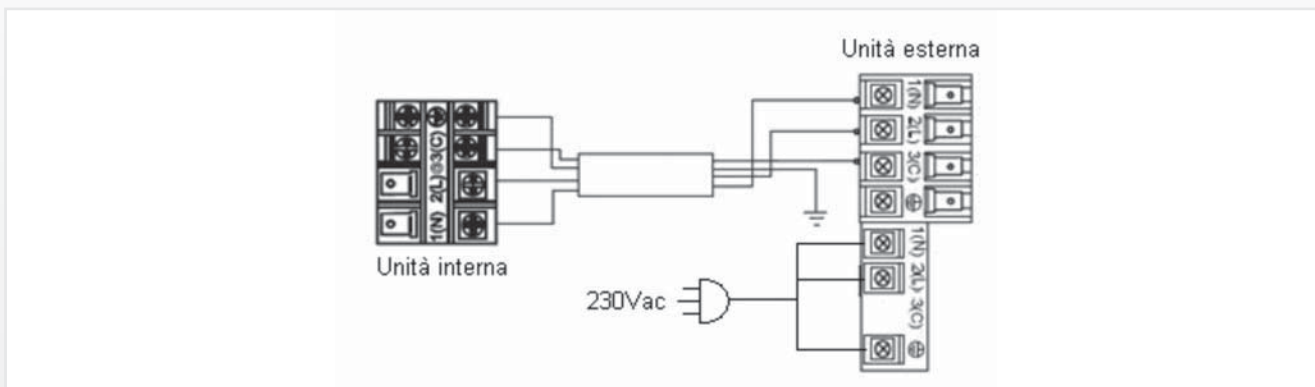 Unità esterna
1(N)
2(L)
3(C)
1(N) 2(L) 3(C)
Unità interna
1(N)
2(L)
3(C)
230Vac